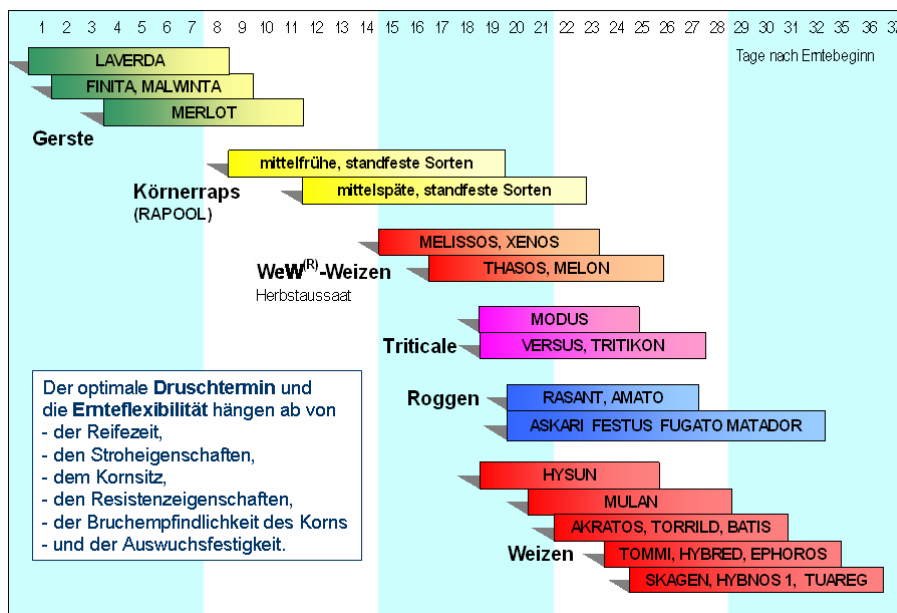 1 2 3 4 5 6 7 8 9 10 11 12 13 14 15 16 17 18 19 20 21 22 23 24 25 26 27 28 29 30 31 32 35 36 37
Tage nach Erntebeginn
LAVERDA
FINITA, MALWINTA
MERLOT
Gerste
mittelfrühe, standfeste Sorten
Körnerraps
mittelspäte, standfeste Sorten
(RAPOOL)
MELISSOS, XENOS
WeW(R)-Weizen
THASOS, MELON
Herbstaussaat
MODUS
Triticale
VERSUS, TRITIKON
Roggen
RASANT, AMATO
ASKARI FESTUS FUGATO MATADOR
HYSUN
MULAN
AKRATOS, TORRILD, BATIS
Weizen
TOMMI, HYBRED, EPHOROS
SKAGEN, HYBNOS 1, TUAREG
Der optimale Druschtermin und
die Ernteflexibilität hängen ab von
- der Reifezeit,
- den Stroheigenschaften,
- dem Kornsitz,
- den Resistenzeigenschaften,
- der Bruchempfindlichkeit des Korns
- und der Auswuchsfestigkeit.